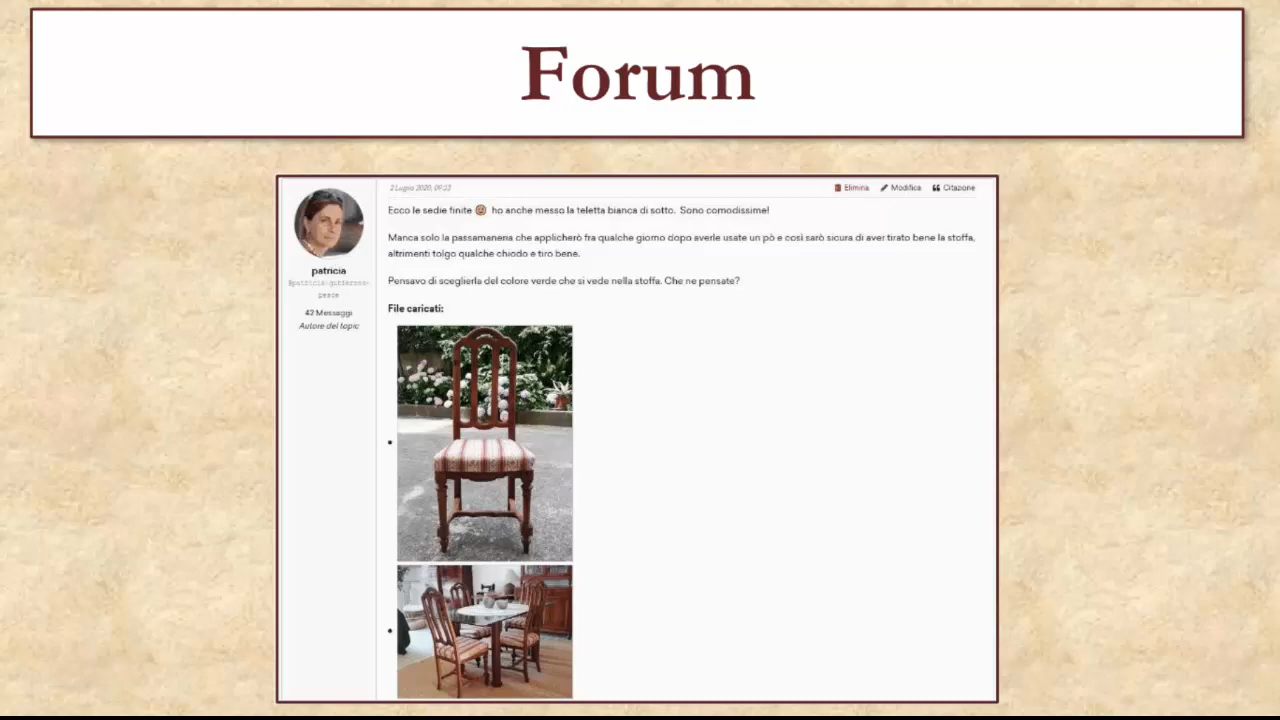 Forum
2 Luglio 2020, 09:23
Elimina Modifica Citazione
Ecco le sedie finite ho anche messo la teletta bianca di sotto. Sono comodissime!
Manca solo la passamaneria che applicherò fra qualche giorno dopo averle usate un pò e così sarò sicura di aver tirato bene la stoffa,
altrimenti tolgo qualche chiodo e tiro bene.
patricia
Pensavo di sceglierla del colore verde che si vede nella stoffa. Che ne pensate?
42 Messaggi
Autore del topic
File caricati: